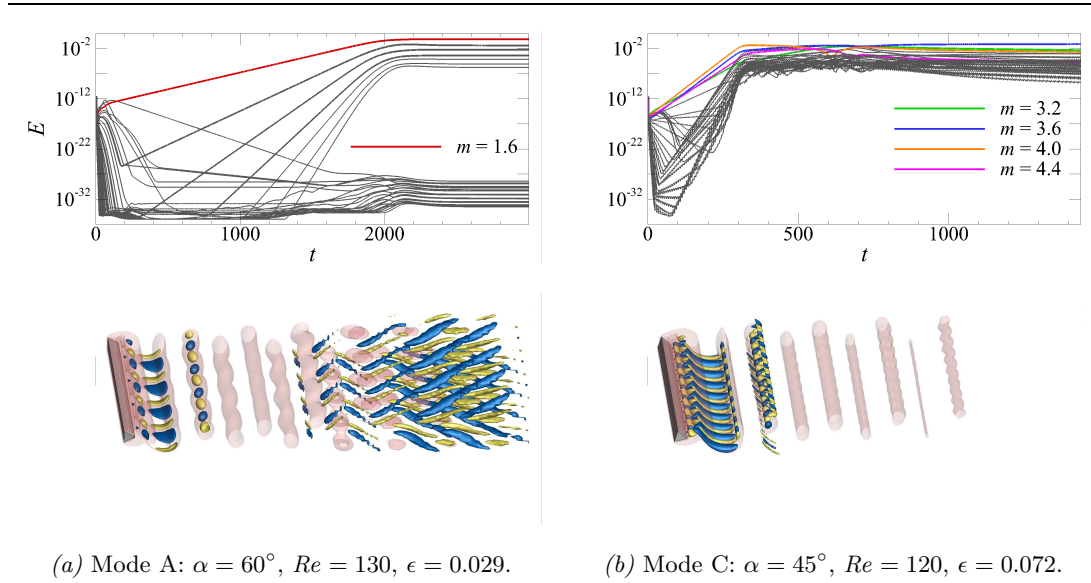 10⁻²
10⁻¹²
10⁻²²
10⁻³²
E
m = 1.6
0 1000 2000
t
10⁻²
10⁻¹²
10⁻²²
10⁻³²
m = 3.2
m = 3.6
m = 4.0
m = 4.4
0 500 1000
t
(a) Mode A: α = 60°, Re = 130, ϵ = 0.029.
(b) Mode C: α = 45°, Re = 120, ϵ = 0.072.